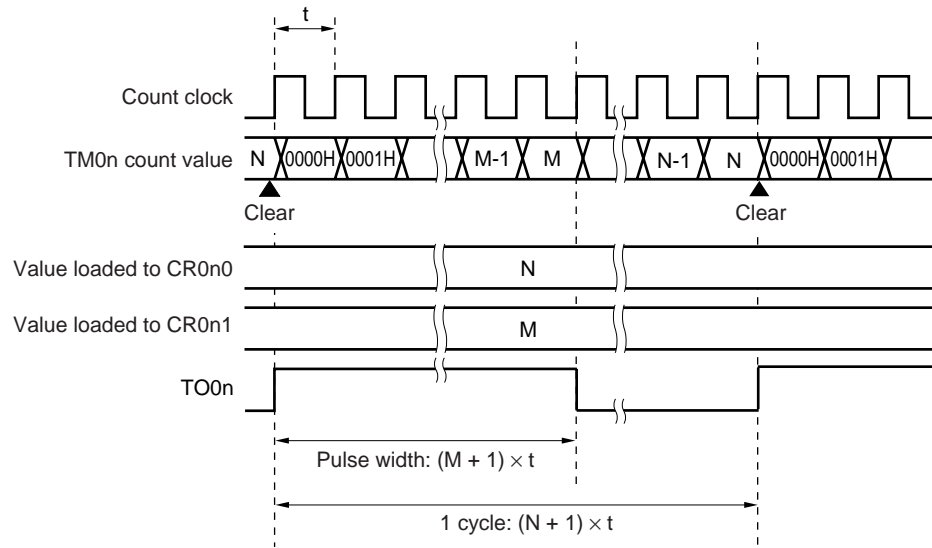 t
Count clock
TM0n count value N 0000H 0001H M-1 M N-1 N 0000H 0001H
Clear Clear
Value loaded to CR0n0 N
Value loaded to CR0n1 M
TO0n
Pulse width: (M + 1) × t
1 cycle: (N + 1) × t